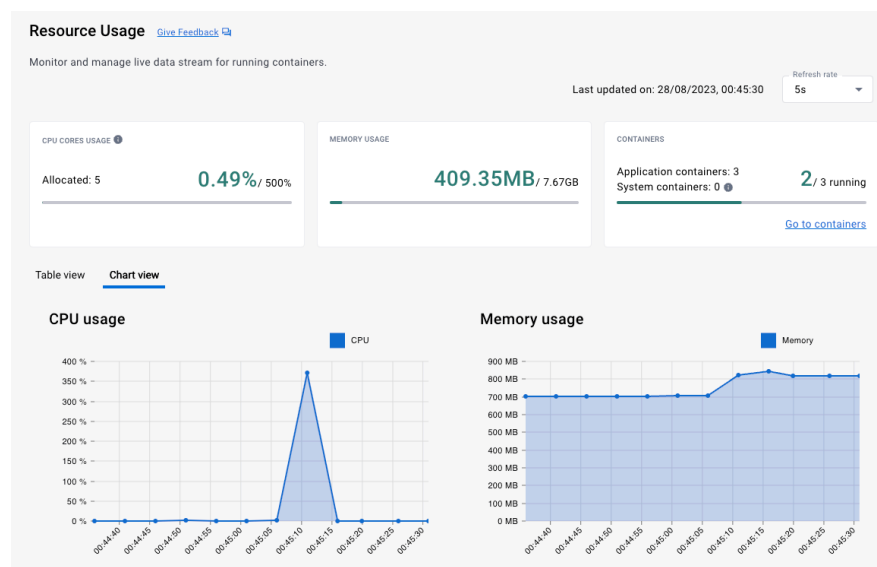 Resource Usage Give Feedback
Monitor and manage live data stream for running containers.
Refresh rate
Last updated on: 28/08/2023, 00:45:30 5s
CPU CORES USAGE
Allocated: 5 0.49% / 500%
MEMORY USAGE
409.35MB / 7.67GB
CONTAINERS
Application containers: 3
System containers: 0
2 / 3 running
Go to containers
Table view Chart view
CPU usage
CPU
400 %
350 %
300 %
250 %
200 %
150 %
100 %
50 %
0 %
00:44:40 00:44:45 00:44:50 00:44:55 00:45:00 00:45:05 00:45:10 00:45:15 00:45:20 00:45:25 00:45:30
Memory usage
Memory
900 MB
800 MB
700 MB
600 MB
500 MB
400 MB
300 MB
200 MB
100 MB
0 MB
00:44:40 00:44:45 00:44:50 00:44:55 00:45:00 00:45:05 00:45:10 00:45:15 00:45:20 00:45:25 00:45:30